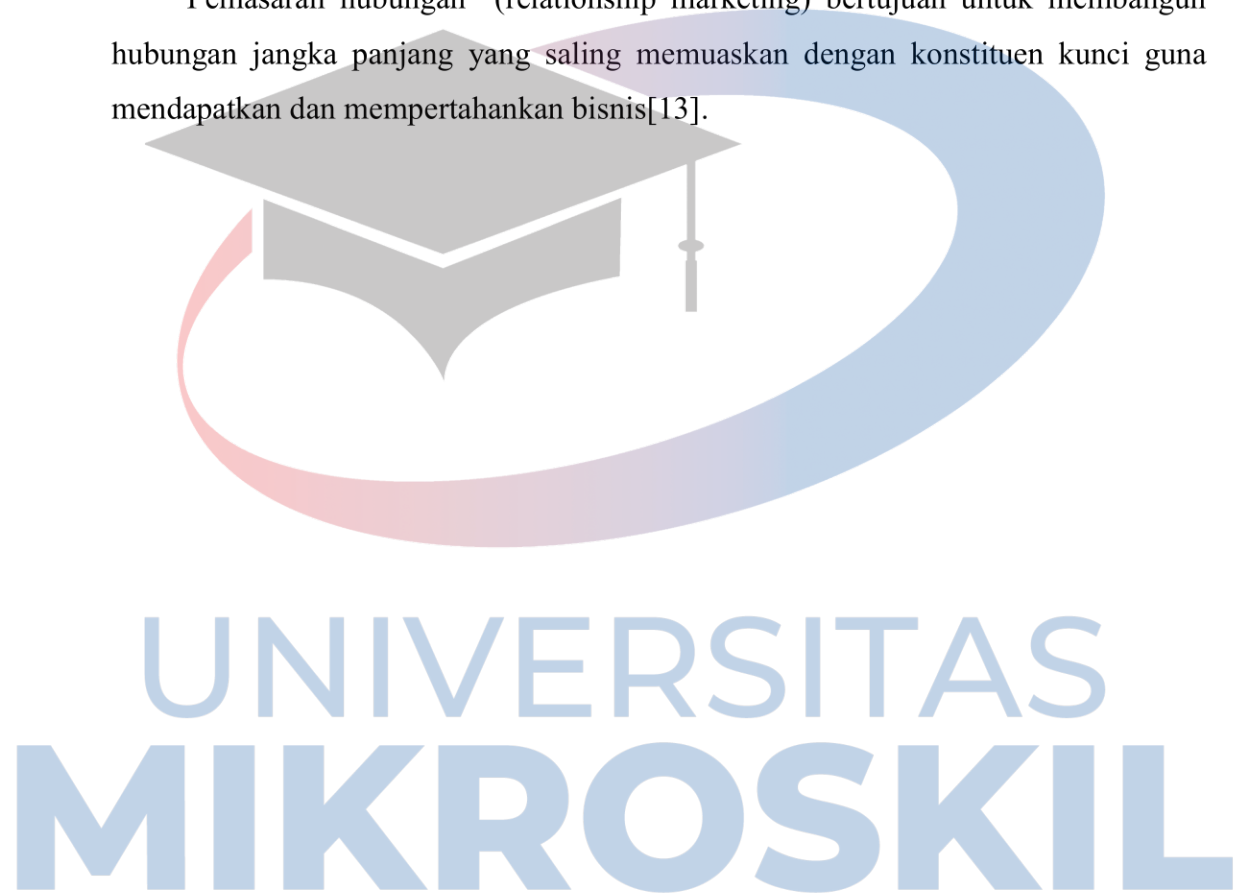 Pemasaran hubungan (relationship marketing) bertujuan untuk membangun
hubungan jangka panjang yang saling memuaskan dengan konstituen kunci guna
mendapatkan dan mempertahankan bisnis[13].
UNIVERSITAS
MIKROSKIL